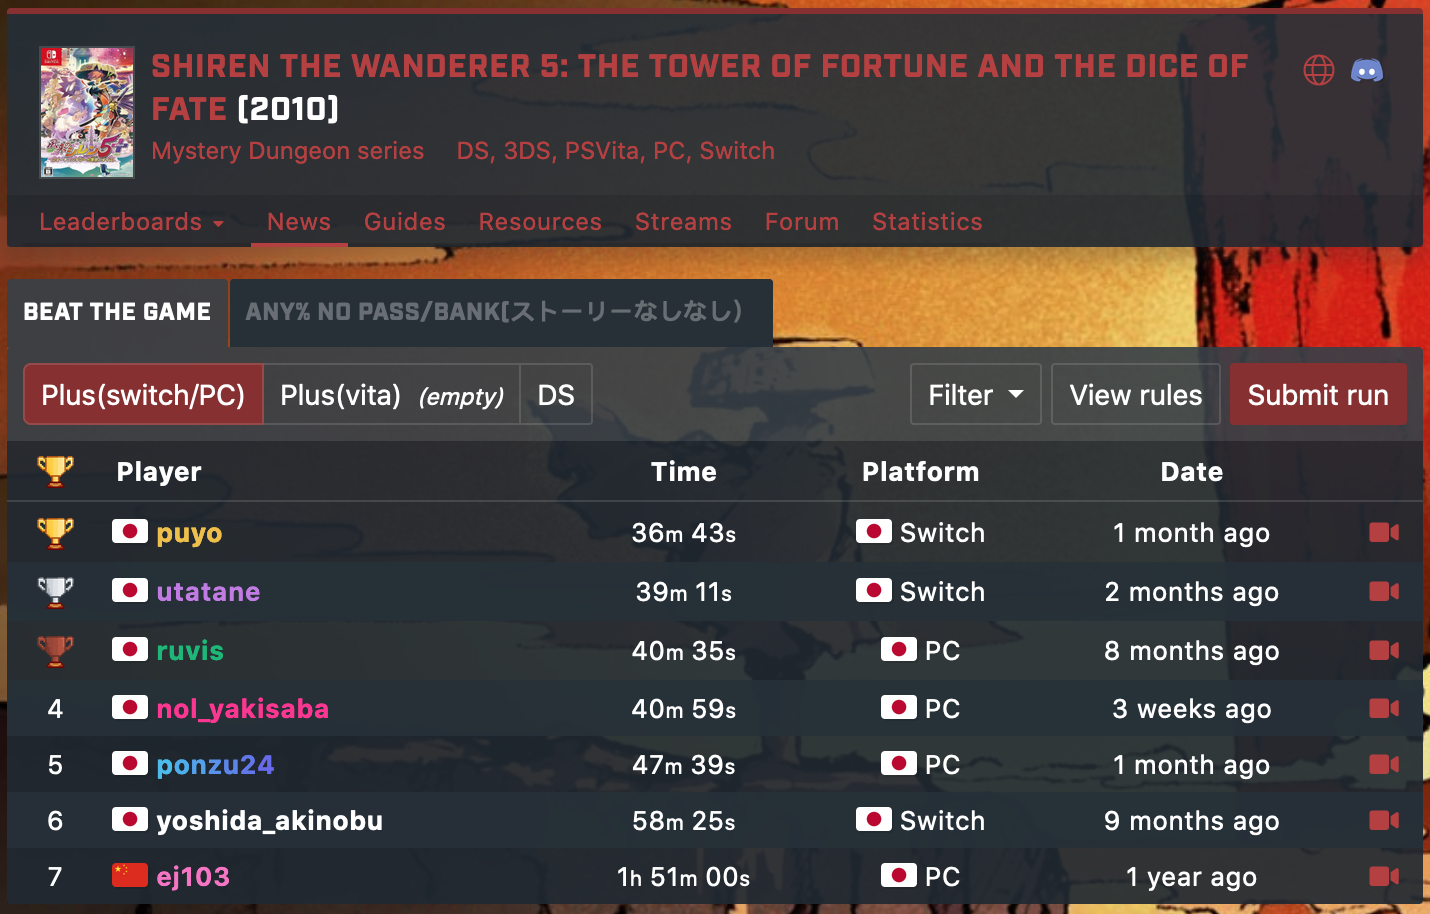 SHIREN THE WANDERER 5: THE TOWER OF FORTUNE AND THE DICE OF
FATE (2010)
Mystery Dungeon series DS, 3DS, PSVita, PC, Switch
Leaderboards News Guides Resources Streams Forum Statistics
BEAT THE GAME ANY% NO PASS/BANK[ストーリーなしなし)
Plus(switch/PC) Plus(vita) (empty) DS Filter View rules Submit run
Player Time Platform Date
puyo 36m 43s Switch 1 month ago
utatane 39m 11s Switch 2 months ago
ruvis 40m 35s PC 8 months ago
4 nol_yakisaba 40m 59s PC 3 weeks ago
5 ponzu24 47m 39s PC 1 month ago
6 yoshida_akinobu 58m 25s Switch 9 months ago
7 ej103 1h 51m 00s PC 1 year ago